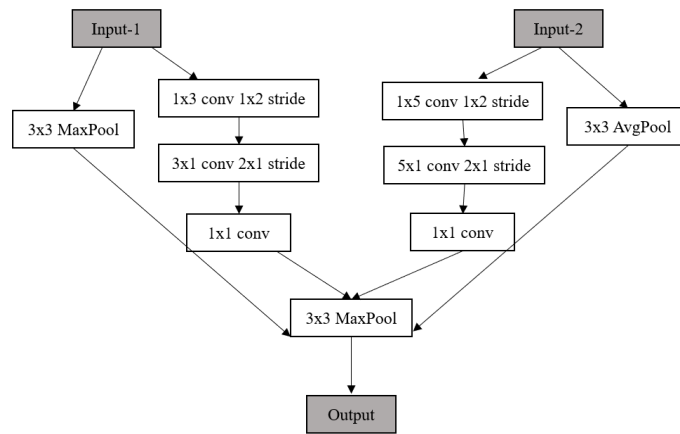 Input-1
Input-2
1x3 conv 1x2 stride
1x5 conv 1x2 stride
3x3 MaxPool
3x3 AvgPool
3x1 conv 2x1 stride
5x1 conv 2x1 stride
1x1 conv
1x1 conv
3x3 MaxPool
Output